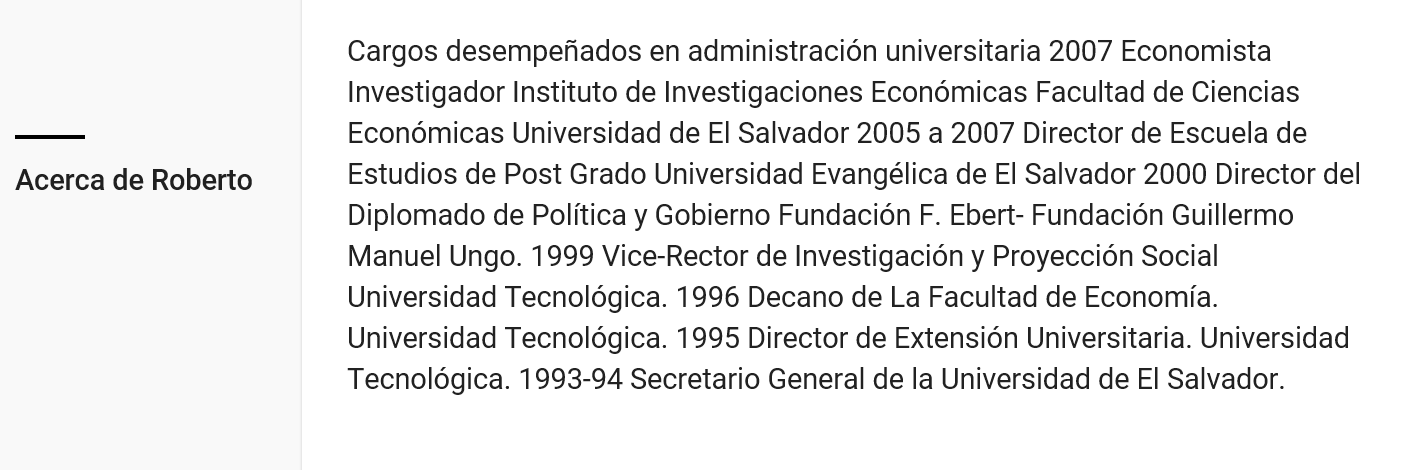 Acerca de Roberto
Cargos desempeñados en administración universitaria 2007 Economista
Investigador Instituto de Investigaciones Económicas Facultad de Ciencias
Económicas Universidad de El Salvador 2005 a 2007 Director de Escuela de
Estudios de Post Grado Universidad Evangélica de El Salvador 2000 Director del
Diplomado de Política y Gobierno Fundación F. Ebert- Fundación Guillermo
Manuel Ungo. 1999 Vice-Rector de Investigación y Proyección Social
Universidad Tecnológica. 1996 Decano de La Facultad de Economía.
Universidad Tecnológica. 1995 Director de Extensión Universitaria. Universidad
Tecnológica. 1993-94 Secretario General de la Universidad de El Salvador.